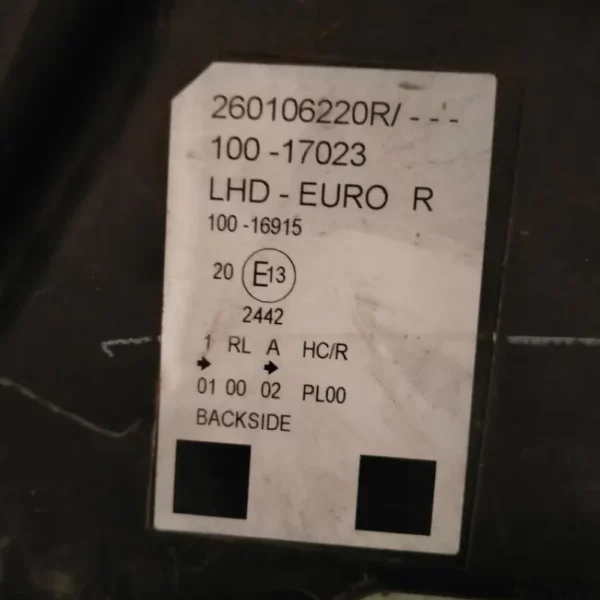 260106220R/ - - -
100 -17023
LHD - EURO R
100 -16915
20 E13
2442
1 RL A HC/R
01 00 02 PL00
BACKSIDE